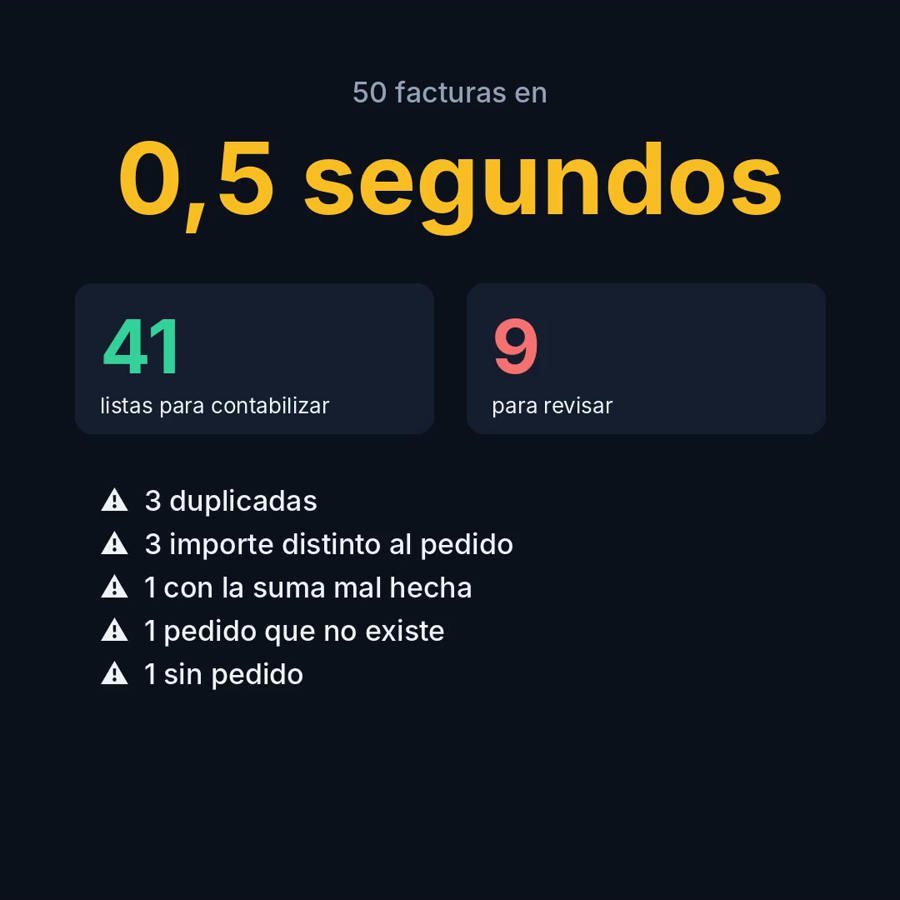 50 facturas en
0,5 segundos
41
listas para contabilizar
9
para revisar
⚠ 3 duplicadas
⚠ 3 importe distinto al pedido
⚠ 1 con la suma mal hecha
⚠ 1 pedido que no existe
⚠ 1 sin pedido